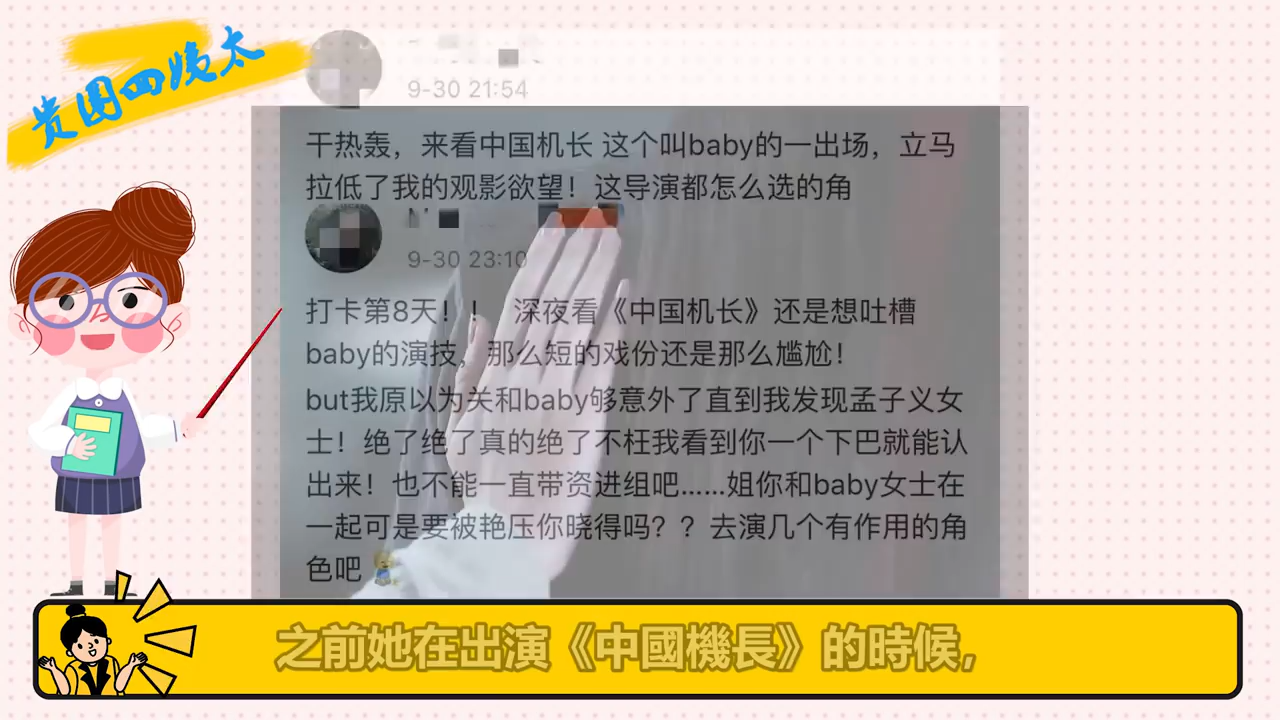 贵圈四姨太
9-30 21:54
干热轰，来看中国机长 这个叫baby的一出场，立马
拉低了我的观影欲望！这导演都怎么选的角
9-30 23:10
打卡第8天！！ 深夜看《中国机长》还是想吐槽
baby的演技，那么短的戏份还是那么尴尬！
but我原以为关和baby够意外了直到我发现孟子义女
士！绝了绝了真的绝了不枉我看到你一个下巴就能认
出来！也不能一直带资进组吧......姐你和baby女士在
一起可是要被艳压你晓得吗？？去演几个有作用的角
色吧
之前她在出演《中國機長》的時候，